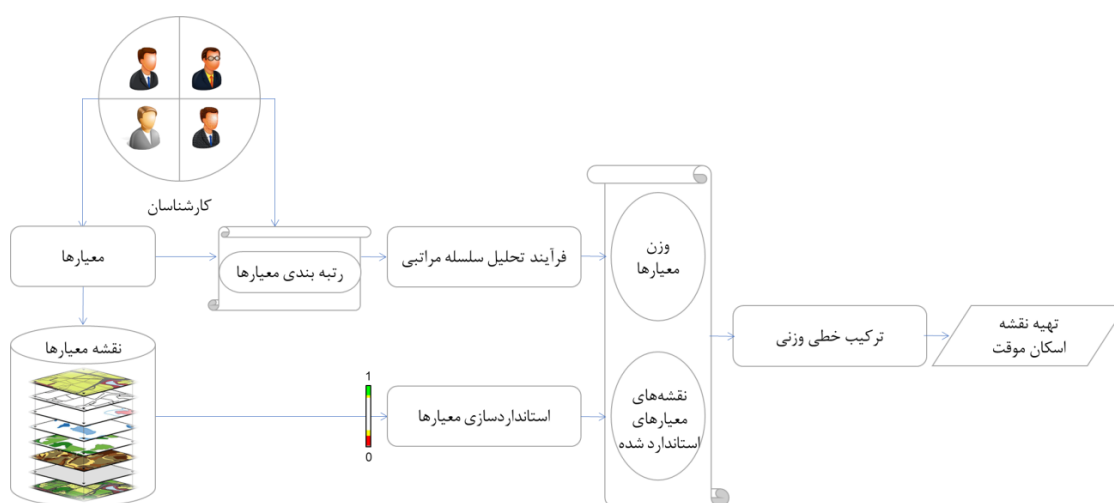 کارشناسان
معیارها
رتبه بندی معیارها
فرآیند تحلیل سلسله مراتبی
وزن
معیارها
نقشه معیارها
1
0
استانداردسازی معیارها
نقشه‌های
معیارهای
استاندارد شده
ترکیب خطی وزنی
تهیه نقشه
اسکان موقت